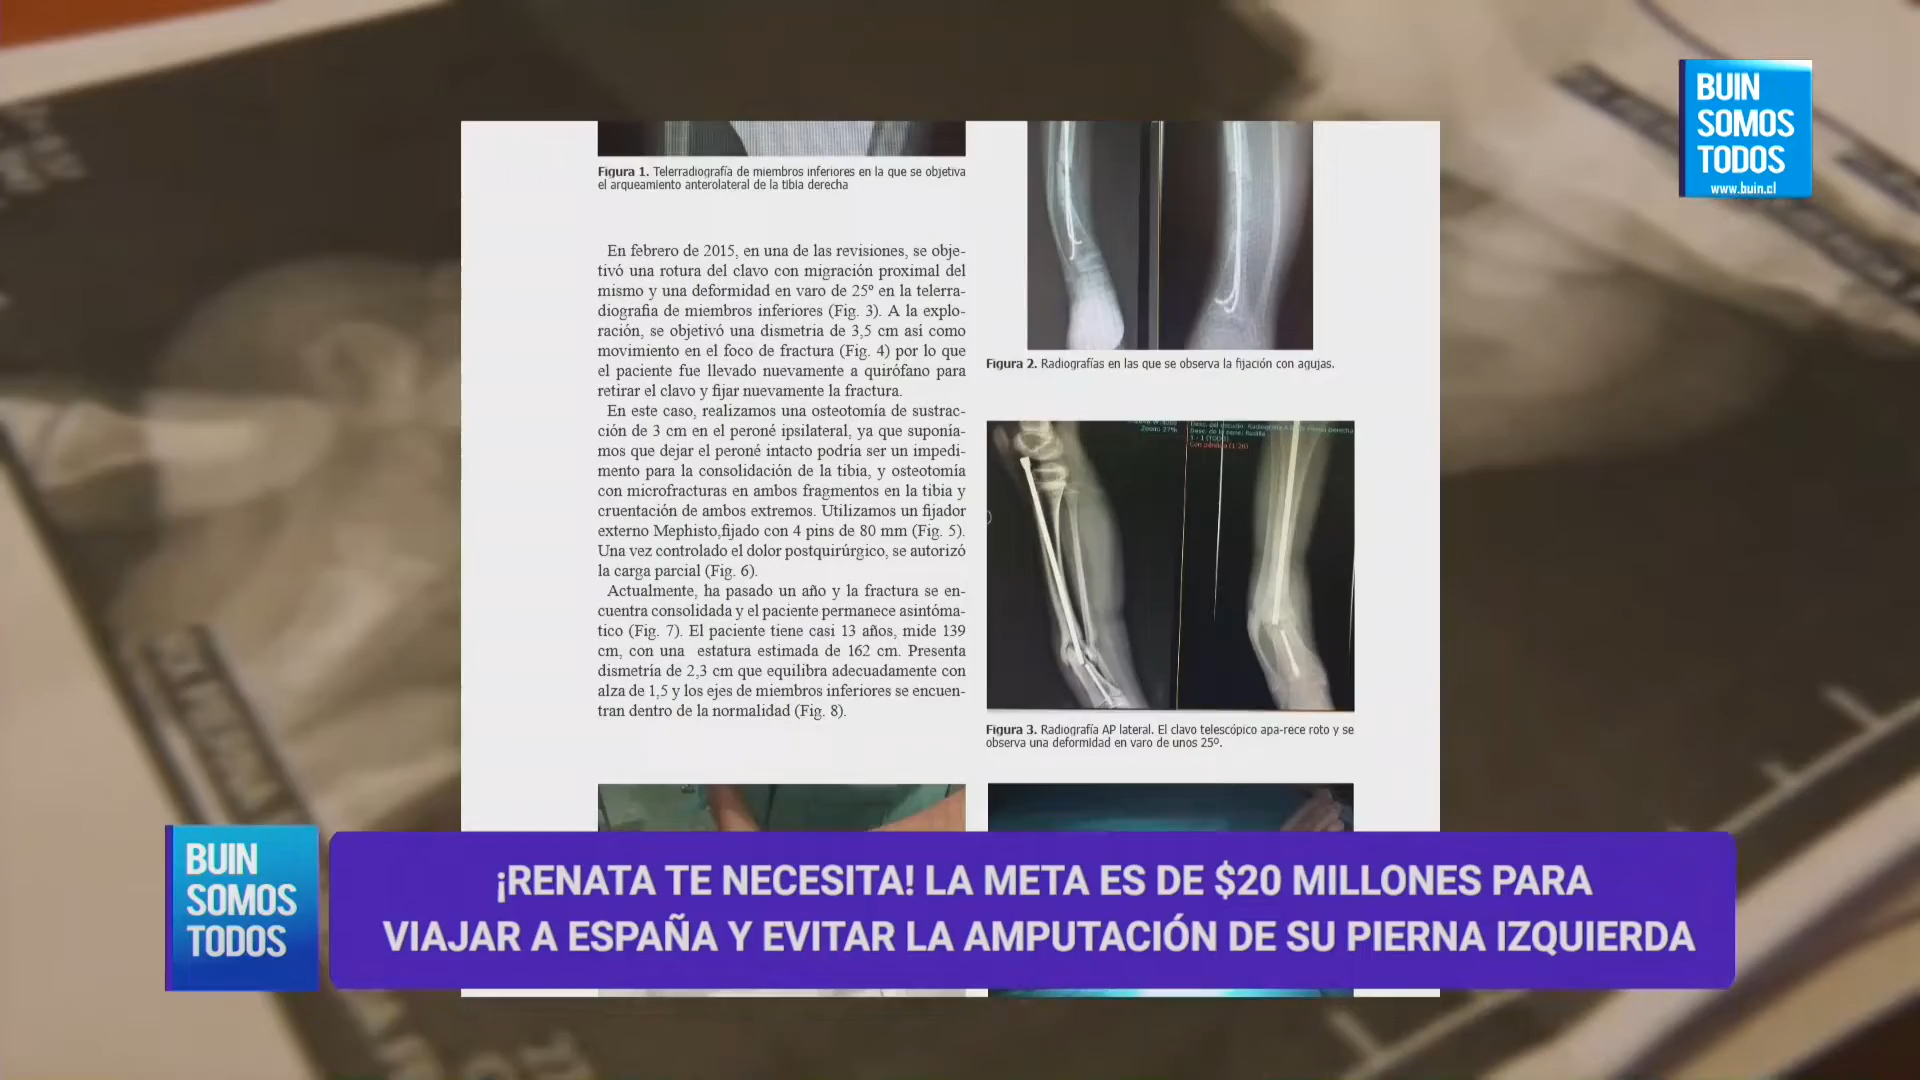 BUIN
SOMOS
TODOS
www.buin.cl
Figura 1. Telerradiografía de miembros inferiores en la que se objetiva
el arqueamiento anterolateral de la tibia derecha
En febrero de 2015, en una de las revisiones, se obje-
tivó una rotura del clavo con migración proximal del
mismo y una deformidad en varo de 25º en la telerra-
diografia de miembros inferiores (Fig. 3). A la explo-
ración, se objetivó una dismetria de 3,5 cm así como
movimiento en el foco de fractura (Fig. 4) por lo que
el paciente fue llevado nuevamente a quirófano para
retirar el clavo y fijar nuevamente la fractura.
En este caso, realizamos una osteotomía de sustrac-
ción de 3 cm en el peroné ipsilateral, ya que suponía-
mos que dejar el peroné intacto podría ser un impedi-
mento para la consolidación de la tibia, y osteotomía
con microfracturas en ambos fragmentos en la tibia y
cruentación de ambos extremos. Utilizamos un fijador
externo Mephisto,fijado con 4 pins de 80 mm (Fig. 5).
Una vez controlado el dolor postquirúrgico, se autorizó
la carga parcial (Fig. 6).
Actualmente, ha pasado un año y la fractura se en-
cuentra consolidada y el paciente permanece asintomá-
tico (Fig. 7). El paciente tiene casi 13 años, mide 139
cm, con una estatura estimada de 162 cm. Presenta
dismetría de 2,3 cm que equilibra adecuadamente con
alza de 1,5 y los ejes de miembros inferiores se encuen-
tran dentro de la normalidad (Fig. 8).
Figura 2. Radiografías en las que se observa la fijación con agujas.
Zoom: 27%
Figura 3. Radiografía AP lateral. El clavo telescópico apa-rece roto y se
observa una deformidad en varo de unos 25º.
BUIN
SOMOS
TODOS
¡RENATA TE NECESITA! LA META ES DE $20 MILLONES PARA
VIAJAR A ESPAÑA Y EVITAR LA AMPUTACIÓN DE SU PIERNA IZQUIERDA